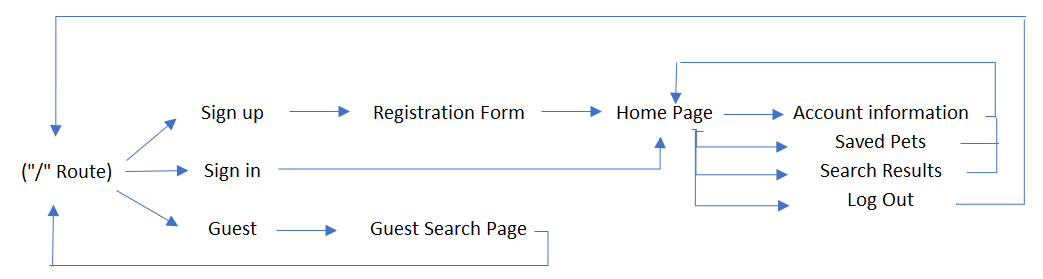 Sign up
Registration Form
Home Page
Account information
Saved Pets
("/" Route)
Sign in
Search Results
Log Out
Guest
Guest Search Page